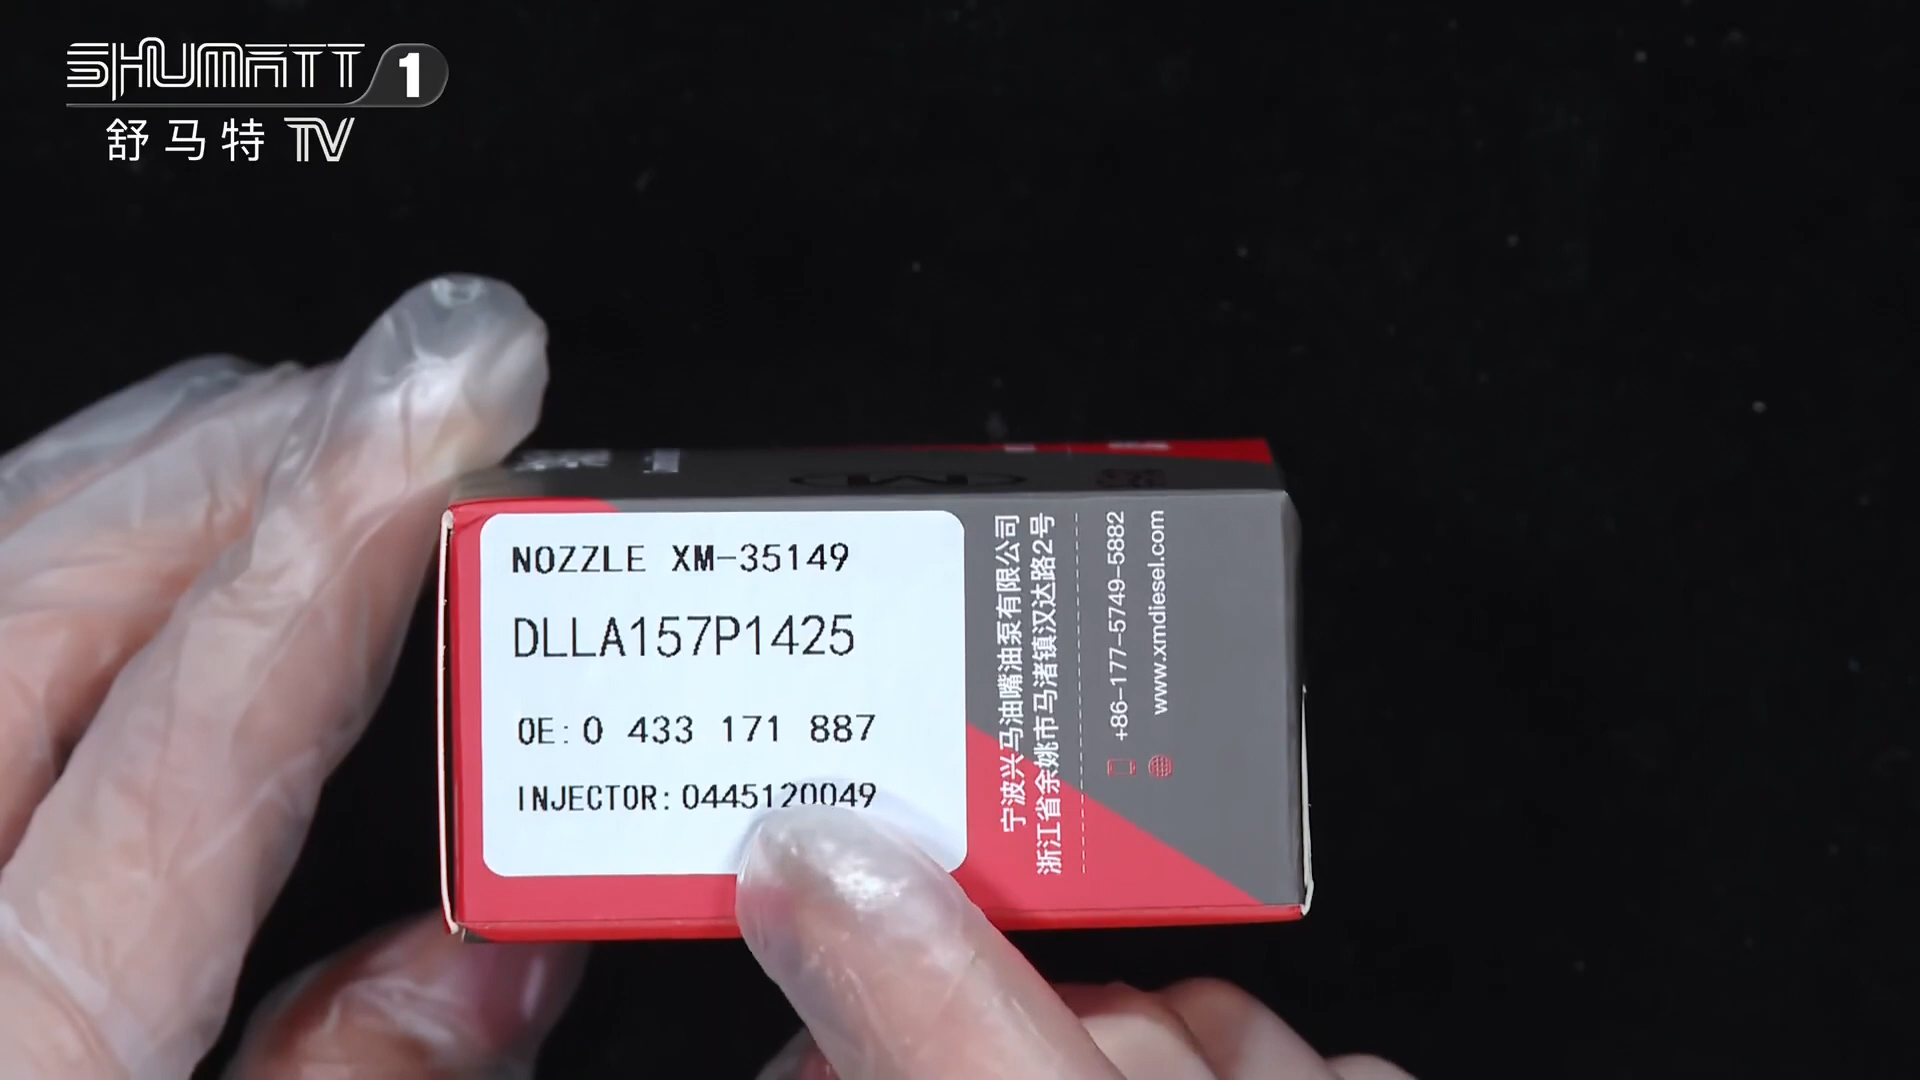 SHUMATT 1
舒马特 TV
NOZZLE XM-35149
DLLA157P1425
OE:0 433 171 887
INJECTOR:0445120049
宁波兴马油嘴油泵有限公司
浙江省余姚市马渚镇汉达路2号
+86-177-5749-5882
www.xmdiesel.com